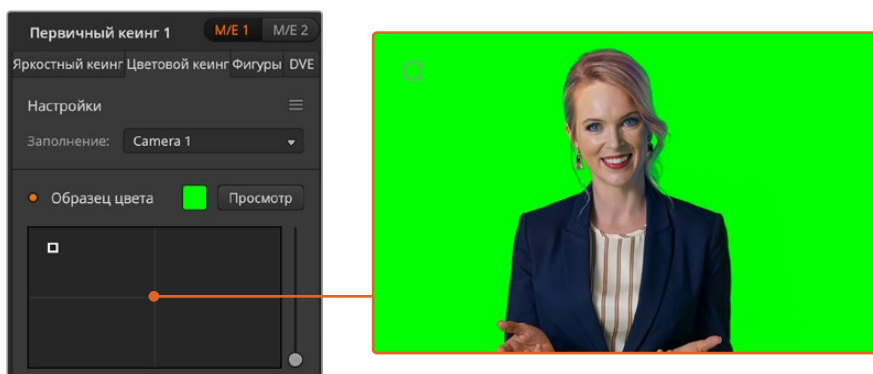 Первичный кеинг 1 M/E 1 M/E 2
Яркостный кеинг Цветовой кеинг Фигуры DVE
Настройки
Заполнение: Camera 1
Образец цвета Просмотр